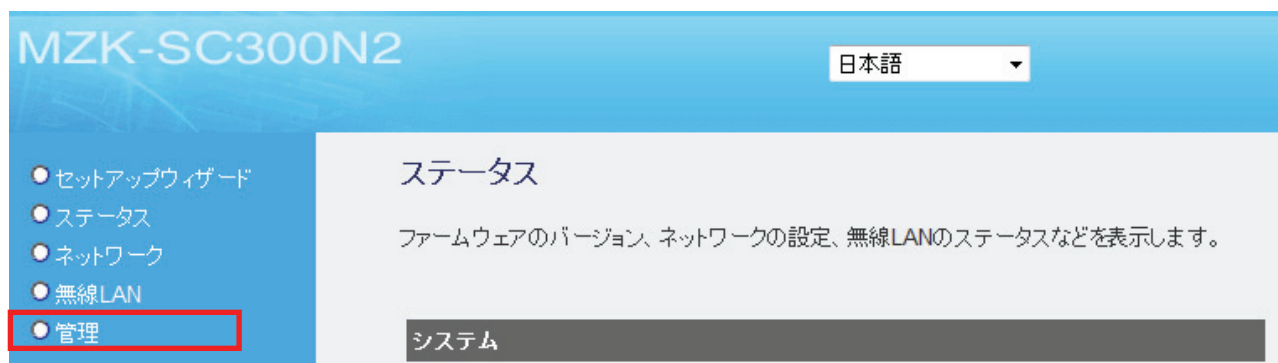 MZK-SC300N2
日本語
セットアップウィザード
ステータス
ネットワーク
無線LAN
管理
ステータス
ファームウェアのバージョン、ネットワークの設定、無線LANのステータスなどを表示します。
システム